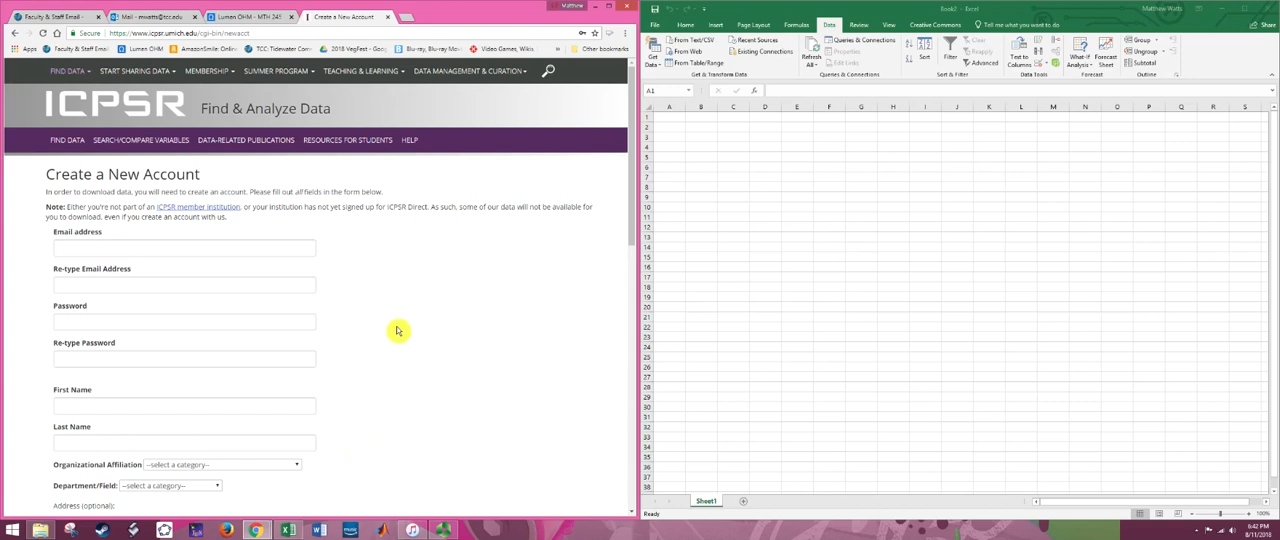 Faculty & Staff Email -
Mail - mwatts@tcc.edu
Lumen OHM - MTH 245
Create a New Account
Matthew
Secure
https://www.icpsr.umich.edu/cgi-bin/newacct
Apps
Faculty & Staff Email
Lumen OHM
AmazonSmile: Online
TCC: Tidewater Comm
2018 VegFest - Goog
Blu-ray, Blu-ray Movi
Video Games, Wikis
Other bookmarks
FIND DATA
START SHARING DATA
MEMBERSHIP
SUMMER PROGRAM
TEACHING & LEARNING
DATA MANAGEMENT & CURATION
ICPSR
Find & Analyze Data
FIND DATA
SEARCH/COMPARE VARIABLES
DATA-RELATED PUBLICATIONS
RESOURCES FOR STUDENTS
HELP
Create a New Account
In order to download data, you will need to create an account. Please fill out all fields in the form below.
Note: Either you're not part of an ICPSR member institution, or your institution has not yet signed up for ICPSR Direct. As such, some of our data will not be available for
you to download, even if you create an account with us.
Email address
Re-type Email Address
Password
Re-type Password
First Name
Last Name
Organizational Affiliation --select a category--
Department/Field: --select a category--
Address (optional);
Book2 - Excel
Matthew Watts
File
Home
Insert
Page Layout
Formulas
Data
Review
View
Creative Commons
Tell me what you want to do
Share
Get
Data
From Text/CSV
From Web
From Table/Range
Recent Sources
Existing Connections
Get & Transform Data
Refresh
All
Queries & Connections
Properties
Edit Links
Queries & Connections
Sort
Filter
Clear
Reapply
Advanced
Sort & Filter
Text to
Columns
Data Tools
What-If
Analysis
Forecast
Sheet
Forecast
Group
Ungroup
Subtotal
Outline
A1
fx
A B C D E F G H I J K L M N O P Q R S
1
2
3
4
5
6
7
8
9
10
11
12
13
14
15
16
17
18
19
20
21
22
23
24
25
26
27
28
29
30
31
32
33
34
35
36
37
38
Sheet1
Ready
100%
6:42 PM
8/11/2018